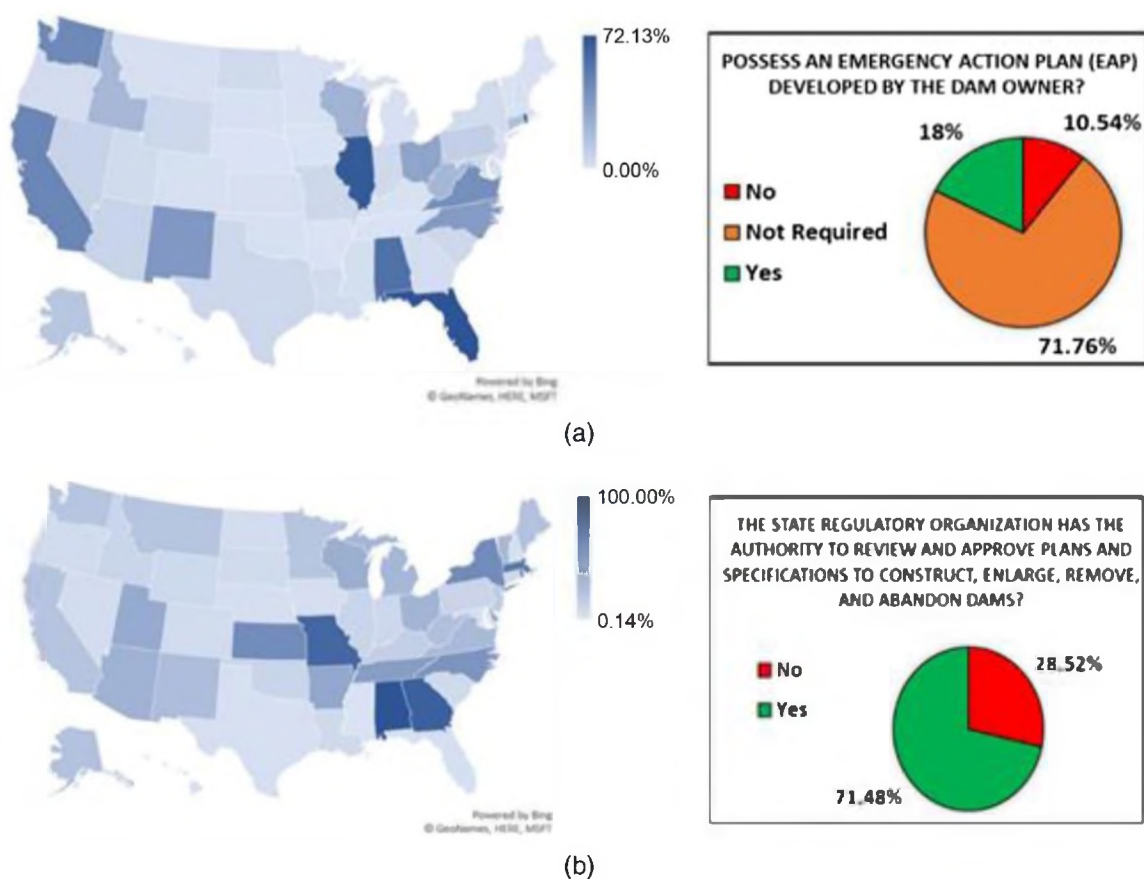 72.13%
0.00%
POSSESS AN EMERGENCY ACTION PLAN (EAP)
DEVELOPED BY THE DAM OWNER?
18%
10.54%
No
Not Required
Yes
71.76%
Powered by Bing
© GeoNames, HERE, MSFT
(a)
100.00%
0.14%
THE STATE REGULATORY ORGANIZATION HAS THE
AUTHORITY TO REVIEW AND APPROVE PLANS AND
SPECIFICATIONS TO CONSTRUCT, ENLARGE, REMOVE,
AND ABANDON DAMS?
No
Yes
28.52%
71.48%
Powered by Bing
© GeoNames, HERE, MSFT
(b)